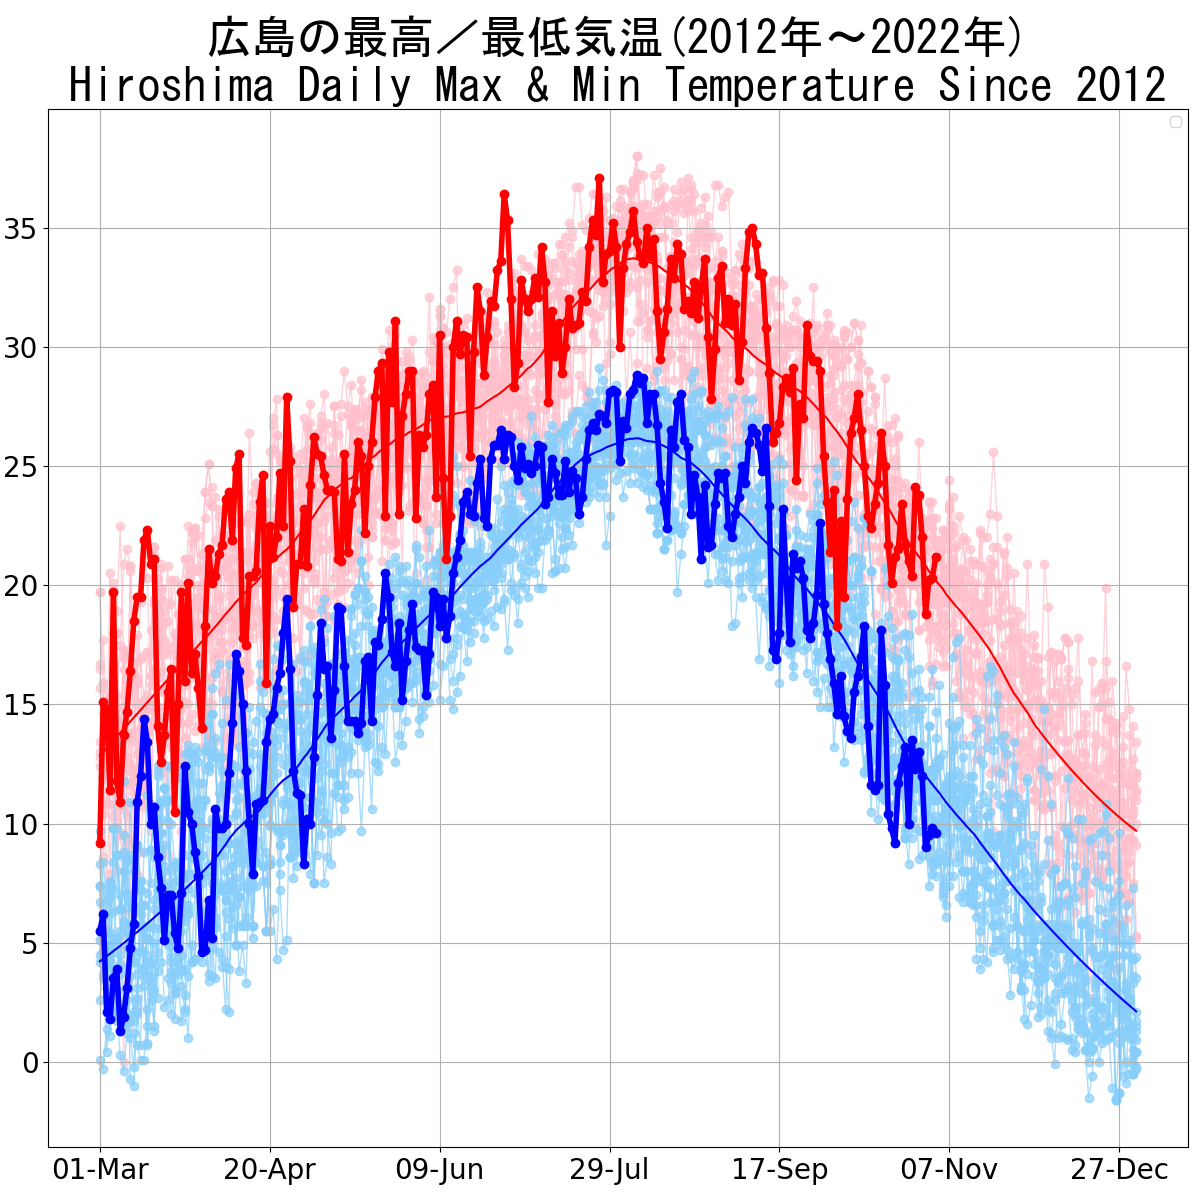 広島の最高／最低気温(2012年～2022年)
Hiroshima Daily Max & Min Temperature Since 2012
35
30
25
20
15
10
5
0
01-Mar 20-Apr 09-Jun 29-Jul 17-Sep 07-Nov 27-Dec